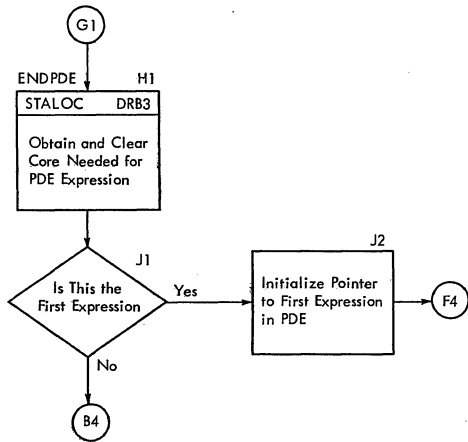 G1
ENDPDE H1
STALOC DRB3
Obtain and Clear
Core Needed for
PDE Expression
J1
Is This the
First Expression
Yes
No
B4
J2
Initialize Pointer
to First Expression
in PDE
F4